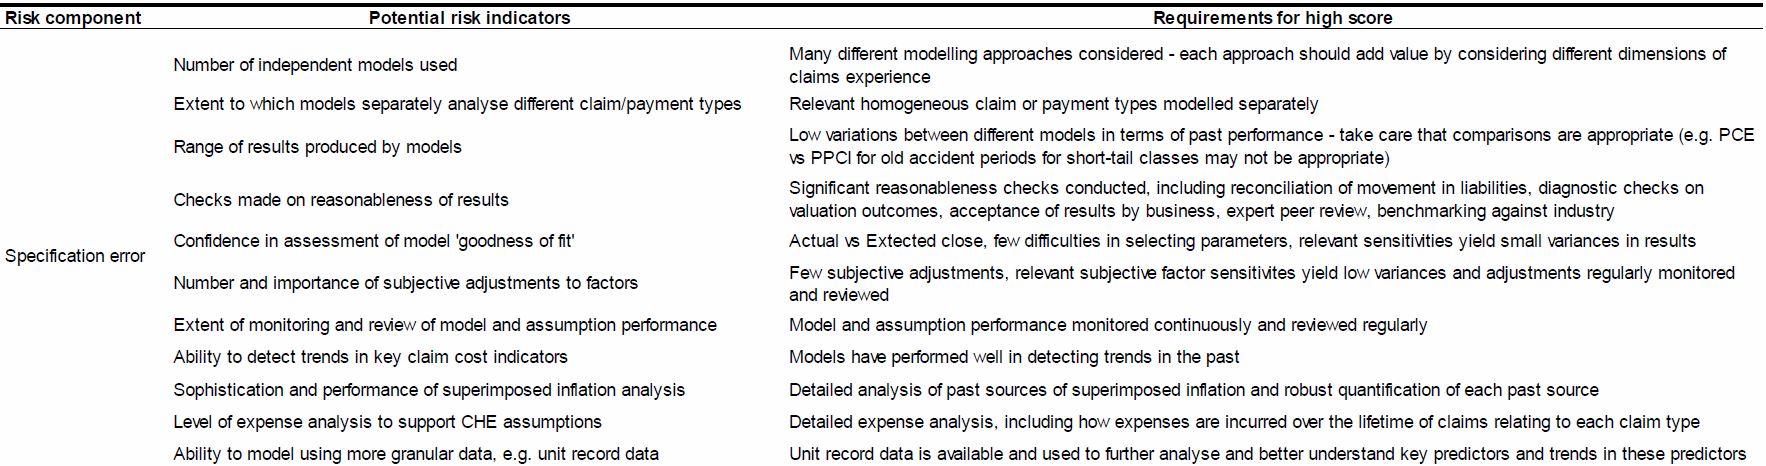 Risk component Potential risk indicators Requirements for high score
Number of independent models used Many different modelling approaches considered - each approach should add value by considering different dimensions of
claims experience
Extent to which models separately analyse different claim/payment types Relevant homogeneous claim or payment types modelled separately
Range of results produced by models Low variations between different models in terms of past performance - take care that comparisons are appropriate (e.g. PCE
vs PPCI for old accident periods for short-tail classes may not be appropriate)
Checks made on reasonableness of results Significant reasonableness checks conducted, including reconciliation of movement in liabilities, diagnostic checks on
valuation outcomes, acceptance of results by business, expert peer review, benchmarking against industry
Specification error
Confidence in assessment of model 'goodness of fit' Actual vs Extected close, few difficulties in selecting parameters, relevant sensitivities yield small variances in results
Number and importance of subjective adjustments to factors Few subjective adjustments, relevant subjective factor sensitivites yield low variances and adjustments regularly monitored
and reviewed
Extent of monitoring and review of model and assumption performance Model and assumption performance monitored continuously and reviewed regularly
Ability to detect trends in key claim cost indicators Models have performed well in detecting trends in the past
Sophistication and performance of superimposed inflation analysis Detailed analysis of past sources of superimposed inflation and robust quantification of each past source
Level of expense analysis to support CHE assumptions Detailed expense analysis, including how expenses are incurred over the lifetime of claims relating to each claim type
Ability to model using more granular data, e.g. unit record data Unit record data is available and used to further analyse and better understand key predictors and trends in these predictors